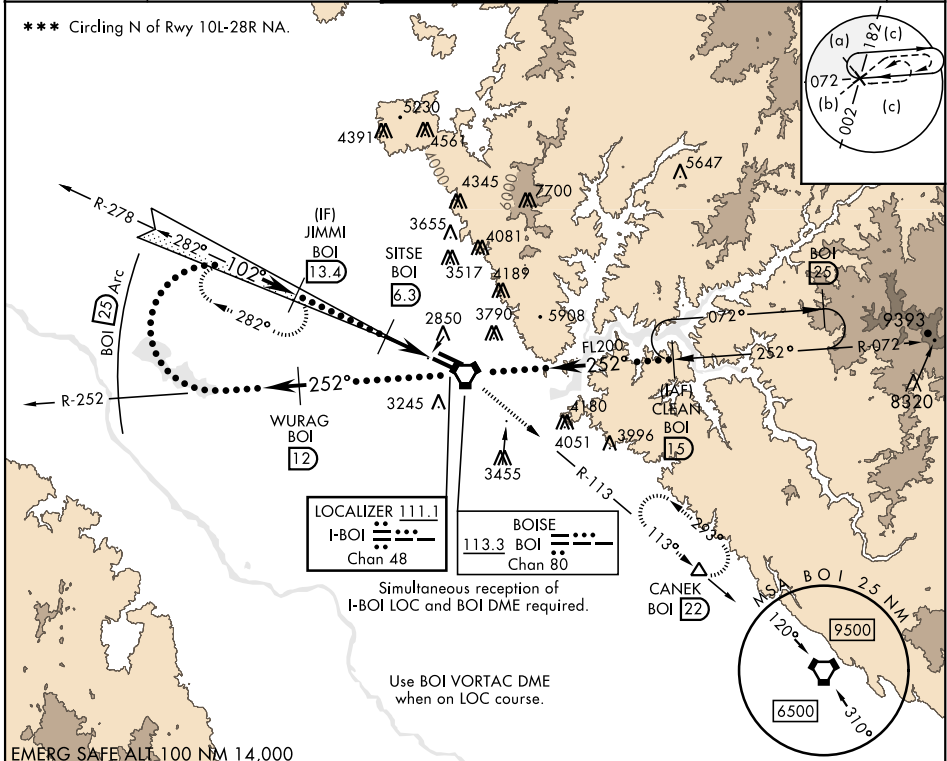 *** Circling N of Rwy 10L-28R NA.
(a)
182
(c)
072
(b)
(c)
002
5230
4391
4561
4000
6000
4345
7700
5647
3655
4081
3517
4189
3790
5908
2850
R-278
282°
102°
(IF)
JIMMI
BOI
13.4
SITSE
BOI
6.3
282°
BOI 25 Arc
BOI
25
072°
9393
FL200
252°
252°
R-072
8320
252°
R-252
WURAG
BOI
12
3245
(IAF)
CLEAN
BOI
15
4180
4051
3996
3455
R-113
113°
293°
CANEK
BOI 22
LOCALIZER 111.1
I-BOI
Chan 48
BOISE
113.3 BOI
Chan 80
Simultaneous reception of
I-BOI LOC and BOI DME required.
Use BOI VORTAC DME
when on LOC course.
MSA BOI 25 NM
120°
9500
6500
310°
EMERG SAFE ALT 100 NM 14,000